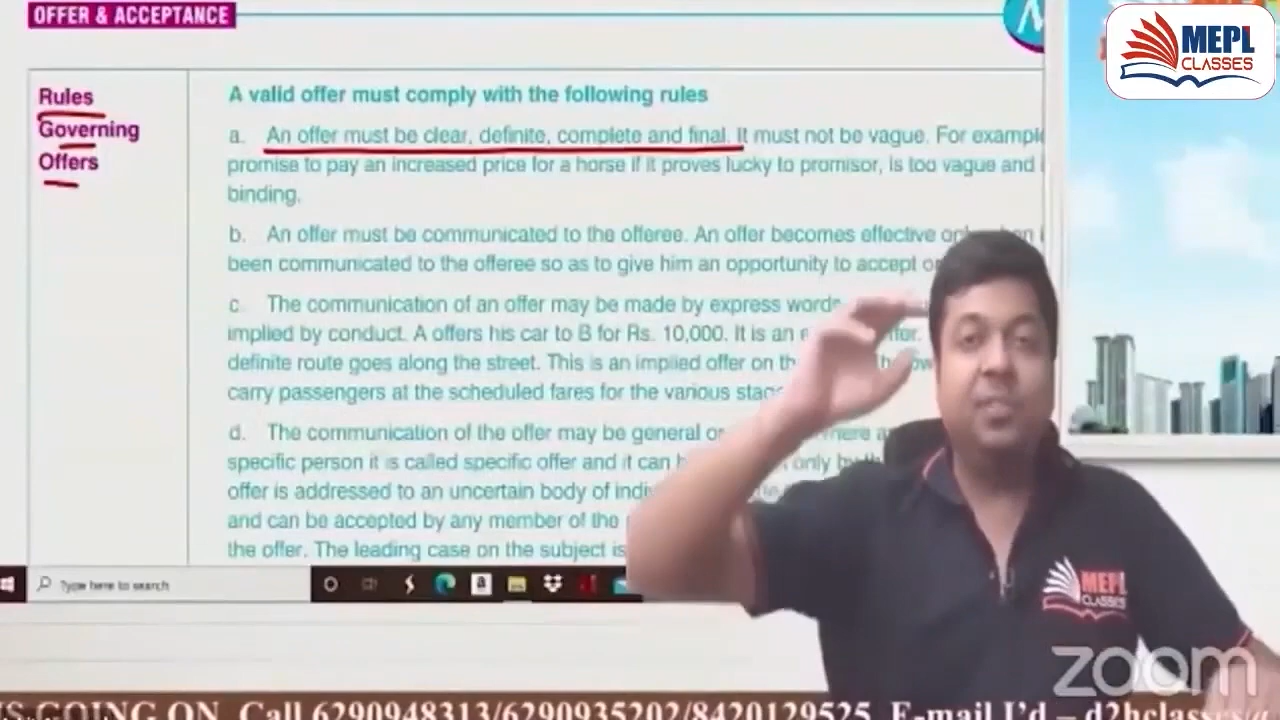 OFFER & ACCEPTANCE
MEPL
CLASSES
Rules
Governing
Offers
A valid offer must comply with the following rules
a. An offer must be clear, definite, complete and final. It must not be vague. For example
promise to pay an increased price for a horse if it proves lucky to promisor, is too vague and
binding.
b. An offer must be communicated to the offeree. An offer becomes effective
been communicated to the offeree so as to give him an opportunity to accept
c. The communication of an offer may be made by express words
implied by conduct. A offers his car to B for Rs. 10,000. It is an
definite route goes along the street. This is an implied offer on
carry passengers at the scheduled fares for the various
d. The communication of the offer may be general
specific person it is called specific offer and it can only
offer is addressed to an uncertain body of
and can be accepted by any member of the
the offer. The leading case on the subject is
Type here to search
MEPL
CLASSES
zoom
IS GOING ON Call 6290948313/6290935202/8420129525 E-mail I'd – d2hclasses